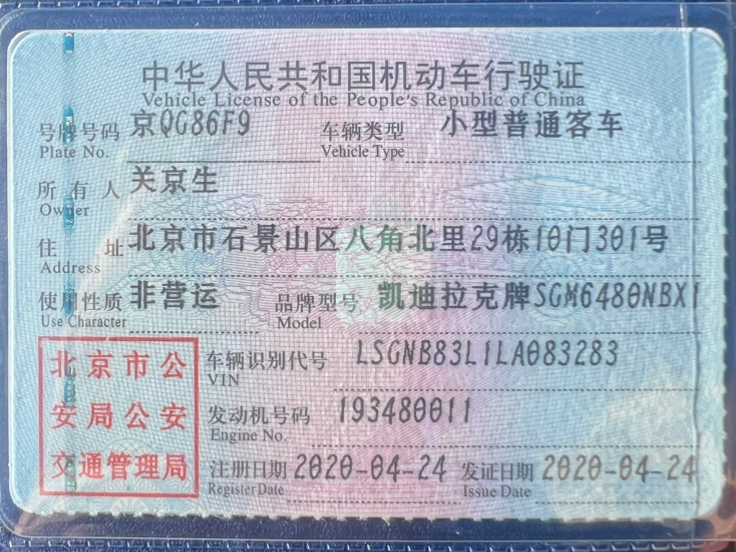 中华人民共和国机动车行驶证
Vehicle License of the People's Republic of China
号牌号码 京QG86F9 车辆类型 小型普通客车
Plate No. Vehicle Type
所有人 关京生
Owner
住址 北京市石景山区八角北里29栋10门301号
Address
使用性质 非营运 品牌型号 凯迪拉克牌SGM6480NBX1
Use Character Model
北京市公
安局公安
交通管理局
车辆识别代号 LSGNB83L1LA083283
VIN
发动机号码 193480011
Engine No.
注册日期 2020-04-24 发证日期 2020-04-24
Register Date Issue Date